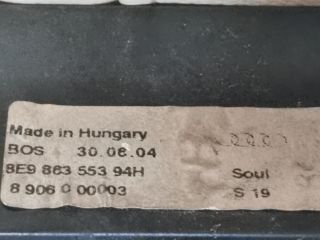 Made in Hungary
BOS 30.06.04
8E9 863 553 94H
Soul
8 906 0 00003
S 19